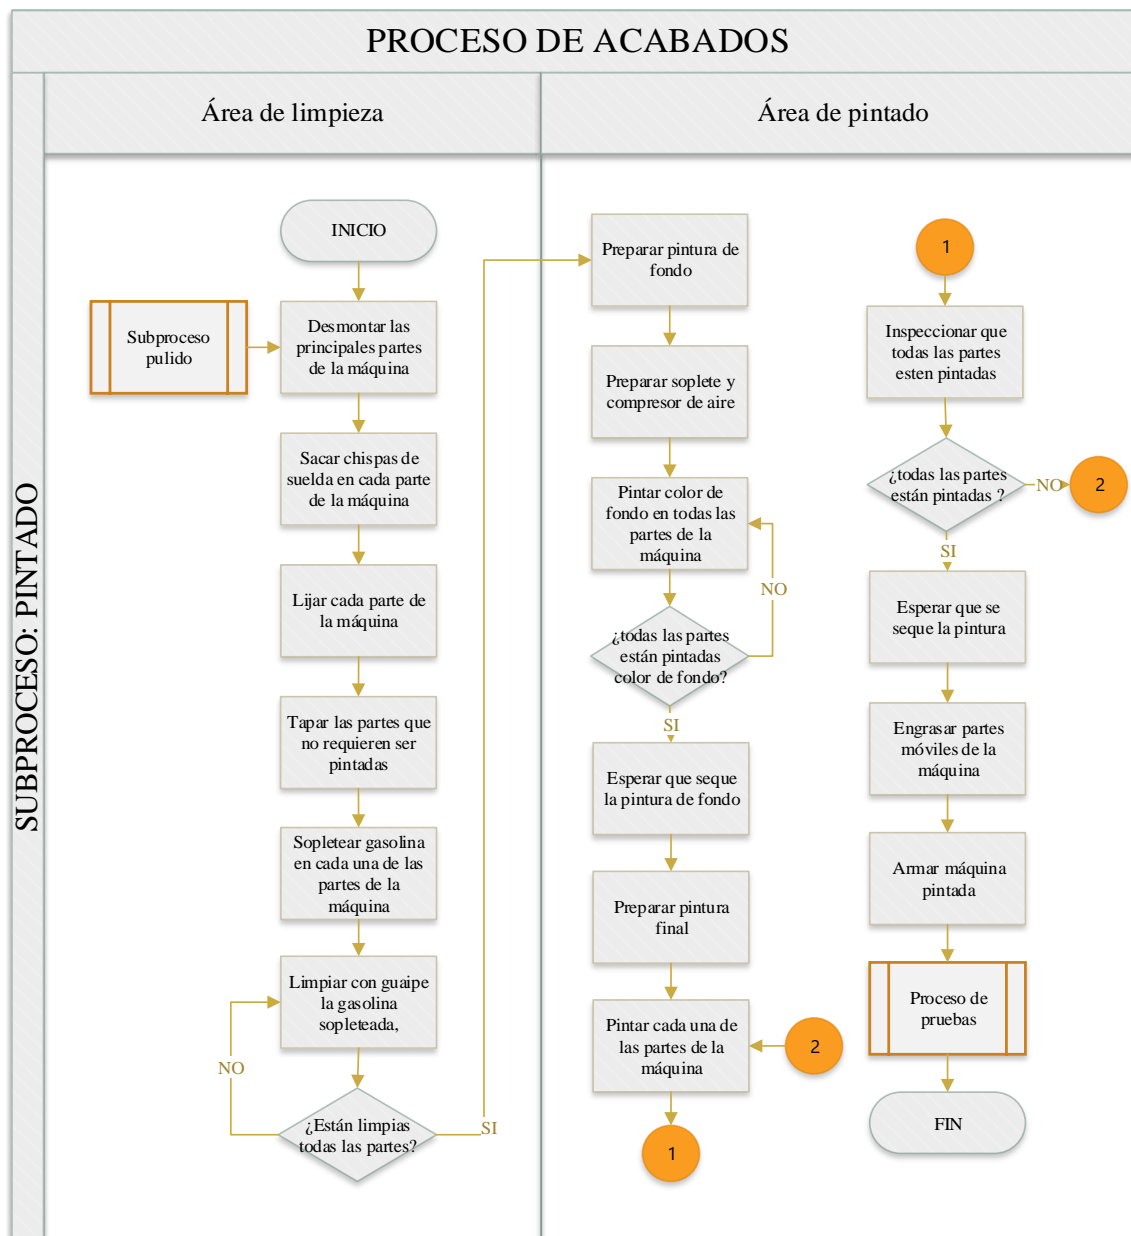 PROCESO DE ACABADOS
SUBPROCESO: PINTADO
Área de limpieza
Área de pintado
INICIO
Subproceso
pulido
Desmontar las
principales partes
de la máquina
Sacar chispas de
suelda en cada parte
de la máquina
Lijar cada parte de
la máquina
Tapar las partes que
no requieren ser
pintadas
Sopletear gasolina
en cada una de las
partes de la
máquina
Limpiar con guaipe
la gasolina
sopleteada,
NO
¿Están limpias
todas las partes?
SI
Preparar pintura de
fondo
Preparar soplete y
compresor de aire
Pintar color de
fondo en todas las
partes de la
máquina
NO
¿todas las partes
están pintadas
color de fondo?
SI
Esperar que seque
la pintura de fondo
Preparar pintura
final
Pintar cada una de
las partes de la
máquina
2
1
1
Inspeccionar que
todas las partes
esten pintadas
¿todas las partes
están pintadas ?
NO
2
SI
Esperar que se
seque la pintura
Engrasar partes
móviles de la
máquina
Armar máquina
pintada
Proceso de
pruebas
FIN